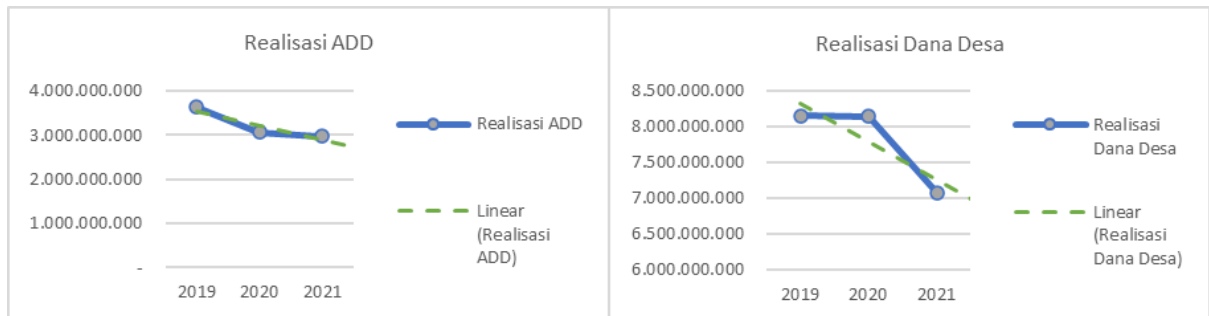 Realisasi ADD
4.000.000.000
3.000.000.000
2.000.000.000
1.000.000.000
-
2019 2020 2021
Realisasi ADD
Linear
(Realisasi
ADD)
Realisasi Dana Desa
8.500.000.000
8.000.000.000
7.500.000.000
7.000.000.000
6.500.000.000
6.000.000.000
2019 2020 2021
Realisasi
Dana Desa
Linear
(Realisasi
Dana Desa)